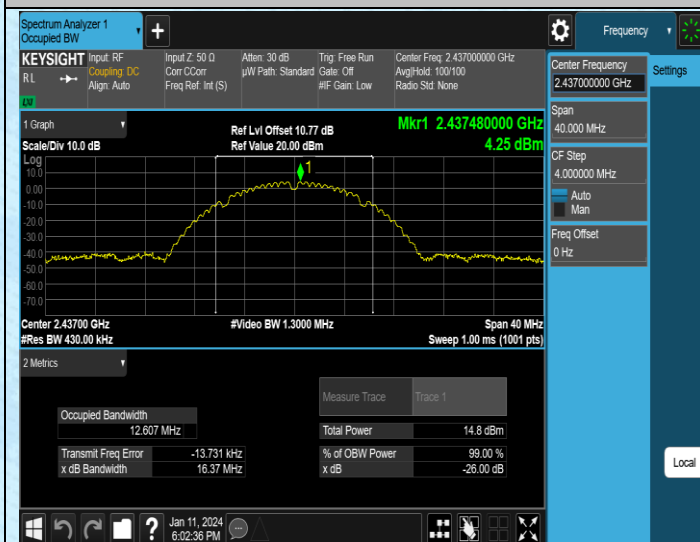 Spectrum Analyzer 1
Occupied BW
+
Frequency
KEYSIGHT
RL
LW
Input: RF
Coupling: DC
Align: Auto
Input Z: 50 Ω
Corr CCorr
Freq Ref: Int (S)
Atten: 30 dB
µW Path: Standard
Trig: Free Run
Gate: Off
#IF Gain: Low
Center Freq: 2.437000000 GHz
Avg|Hold: 100/100
Radio Std: None
Center Frequency
2.437000000 GHz
Settings
Span
40.000 MHz
CF Step
4.000000 MHz
Auto
Man
Freq Offset
0 Hz
Local
1 Graph
Scale/Div 10.0 dB
Ref Lvl Offset 10.77 dB
Ref Value 20.00 dBm
Mkr1 2.437480000 GHz
4.25 dBm
Log
10.0
0.00
-10.0
-20.0
-30.0
-40.0
-50.0
-60.0
-70.0
1
Center 2.43700 GHz
#Video BW 1.3000 MHz
Span 40 MHz
#Res BW 430.00 kHz
Sweep 1.00 ms (1001 pts)
2 Metrics
Measure Trace
Trace 1
Occupied Bandwidth
12.607 MHz
Total Power
14.8 dBm
Transmit Freq Error
-13.731 kHz
% of OBW Power
99.00 %
x dB Bandwidth
16.37 MHz
x dB
-26.00 dB
?
Jan 11, 2024
6:02:36 PM